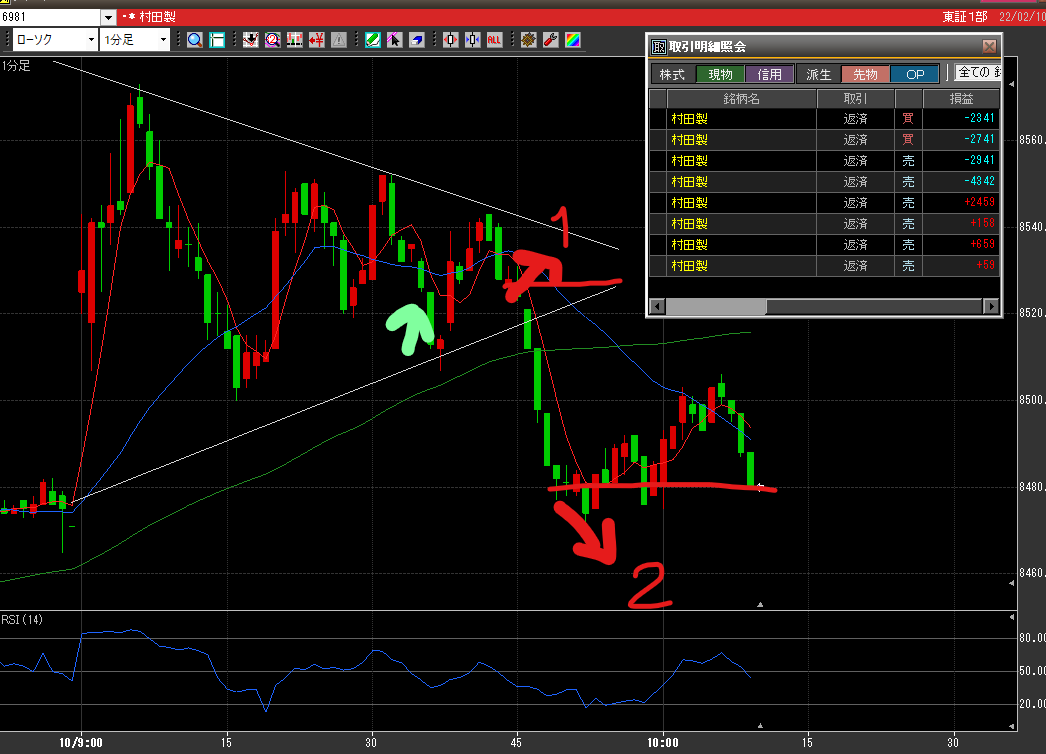 6981
-* 村田製
東証1部 22/02/10
ローソク
1分足
ALL
1分足
取引明細照会
株式 現物 信用 派生 先物 OP 全ての
銘柄名 取引 損益
村田製 返済 買 -2341
村田製 返済 買 -2741
村田製 返済 売 -2941
村田製 返済 売 -4342
村田製 返済 売 +2459
村田製 返済 売 +158
村田製 返済 売 +659
村田製 返済 売 +59
8560.
8540.
8520.
8500.
8480.
8460.
1
2
RSI(14)
80.00
50.00
20.00
10/9:00 15 30 45 10:00 15 30